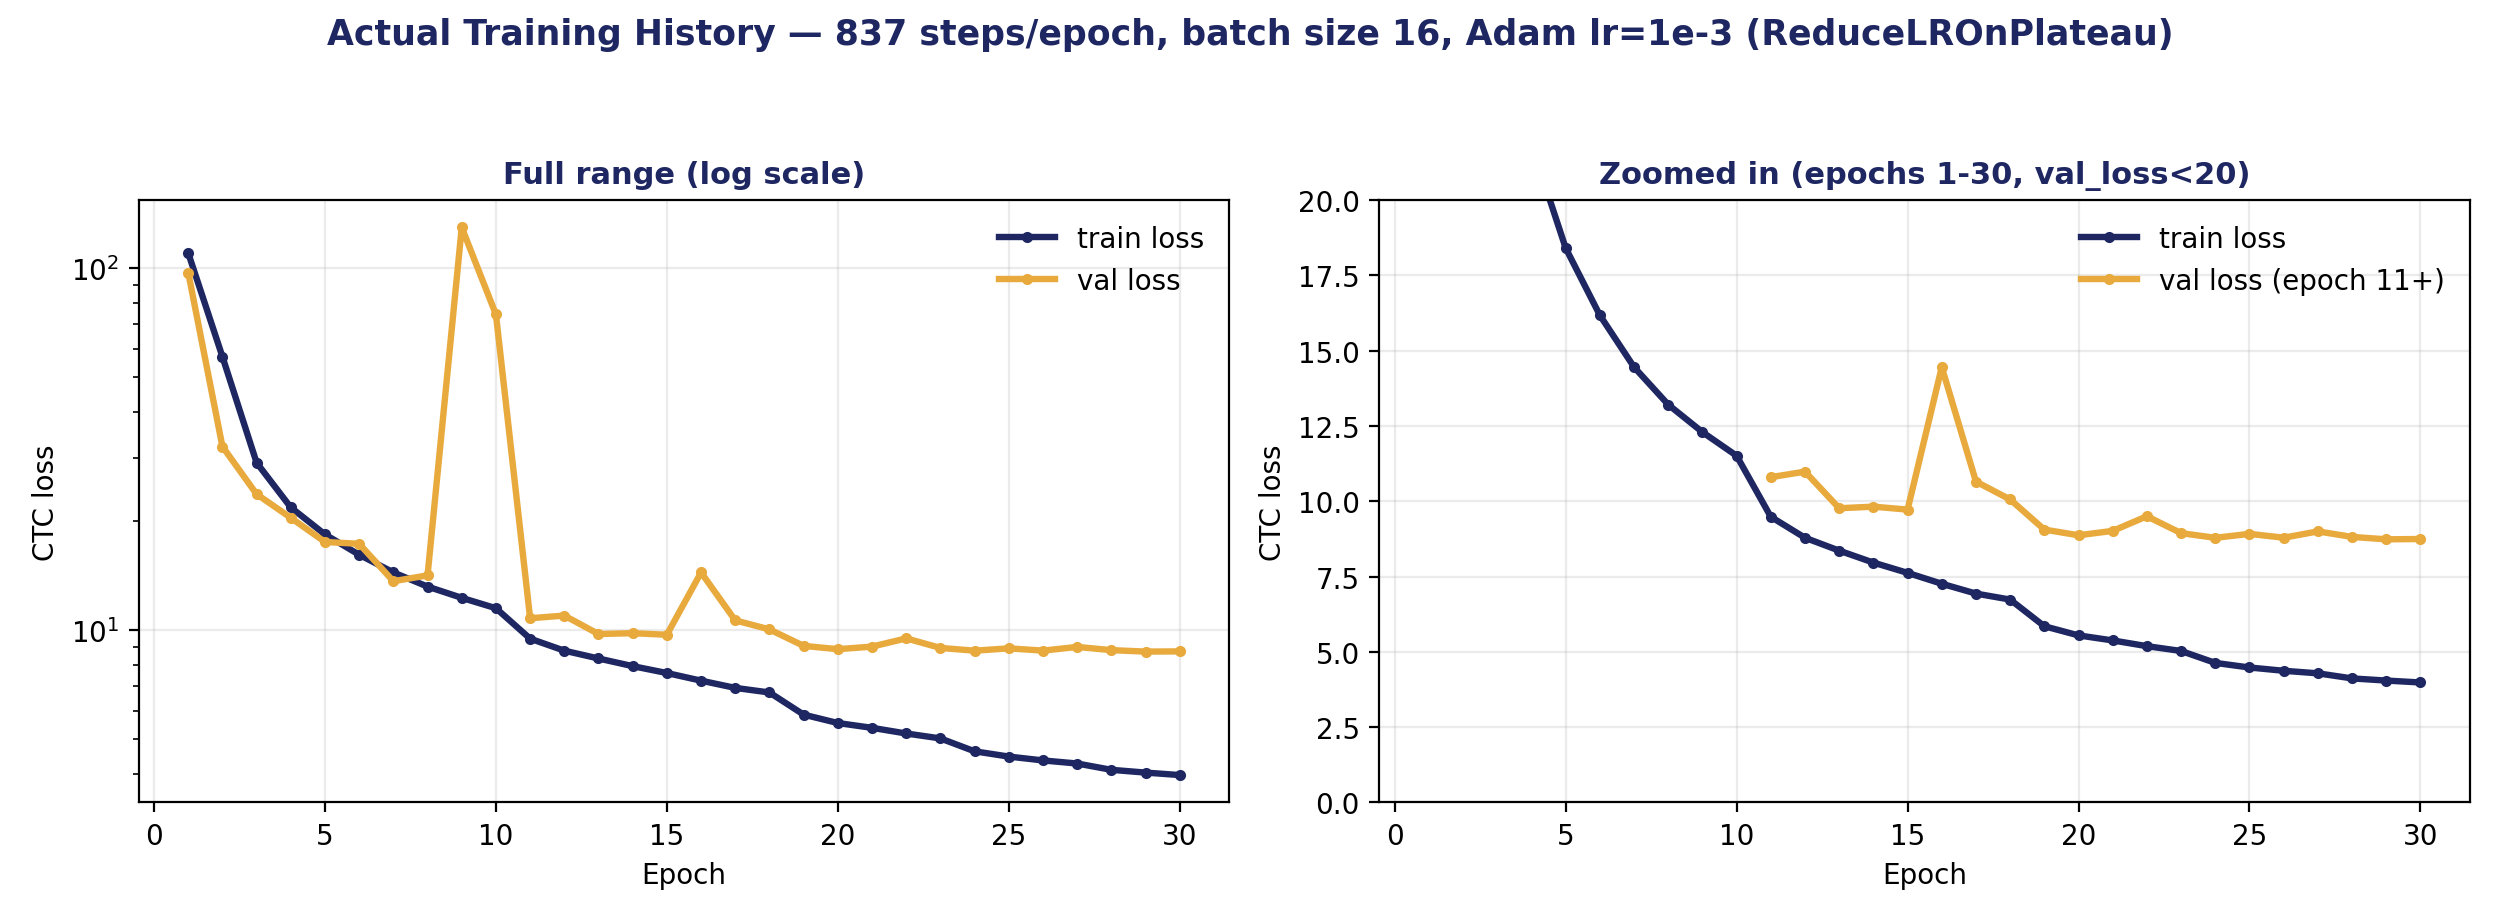 Actual Training History — 837 steps/epoch, batch size 16, Adam lr=1e-3 (ReduceLROnPlateau)
Full range (log scale)
CTC loss
10²
10¹
train loss
val loss
0 5 10 15 20 25 30
Epoch
Zoomed in (epochs 1-30, val_loss<20)
CTC loss
20.0
17.5
15.0
12.5
10.0
7.5
5.0
2.5
0.0
train loss
val loss (epoch 11+)
0 5 10 15 20 25 30
Epoch